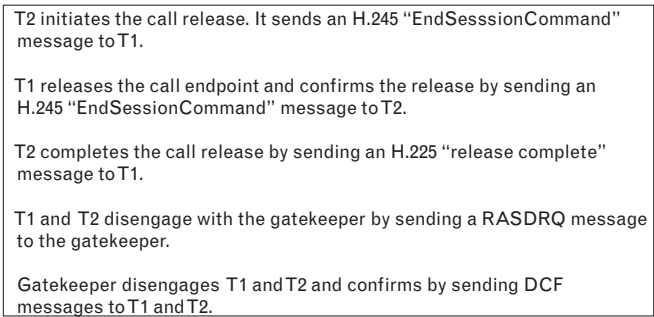 T2 initiates the call release. It sends an H.245 “EndSesssionCommand”
message to T1.
T1 releases the call endpoint and confirms the release by sending an
H.245 “EndSessionCommand” message to T2.
T2 completes the call release by sending an H.225 “release complete”
message to T1.
T1 and T2 disengage with the gatekeeper by sending a RASDRQ message
to the gatekeeper.
Gatekeeper disengages T1 and T2 and confirms by sending DCF
messages to T1 and T2.